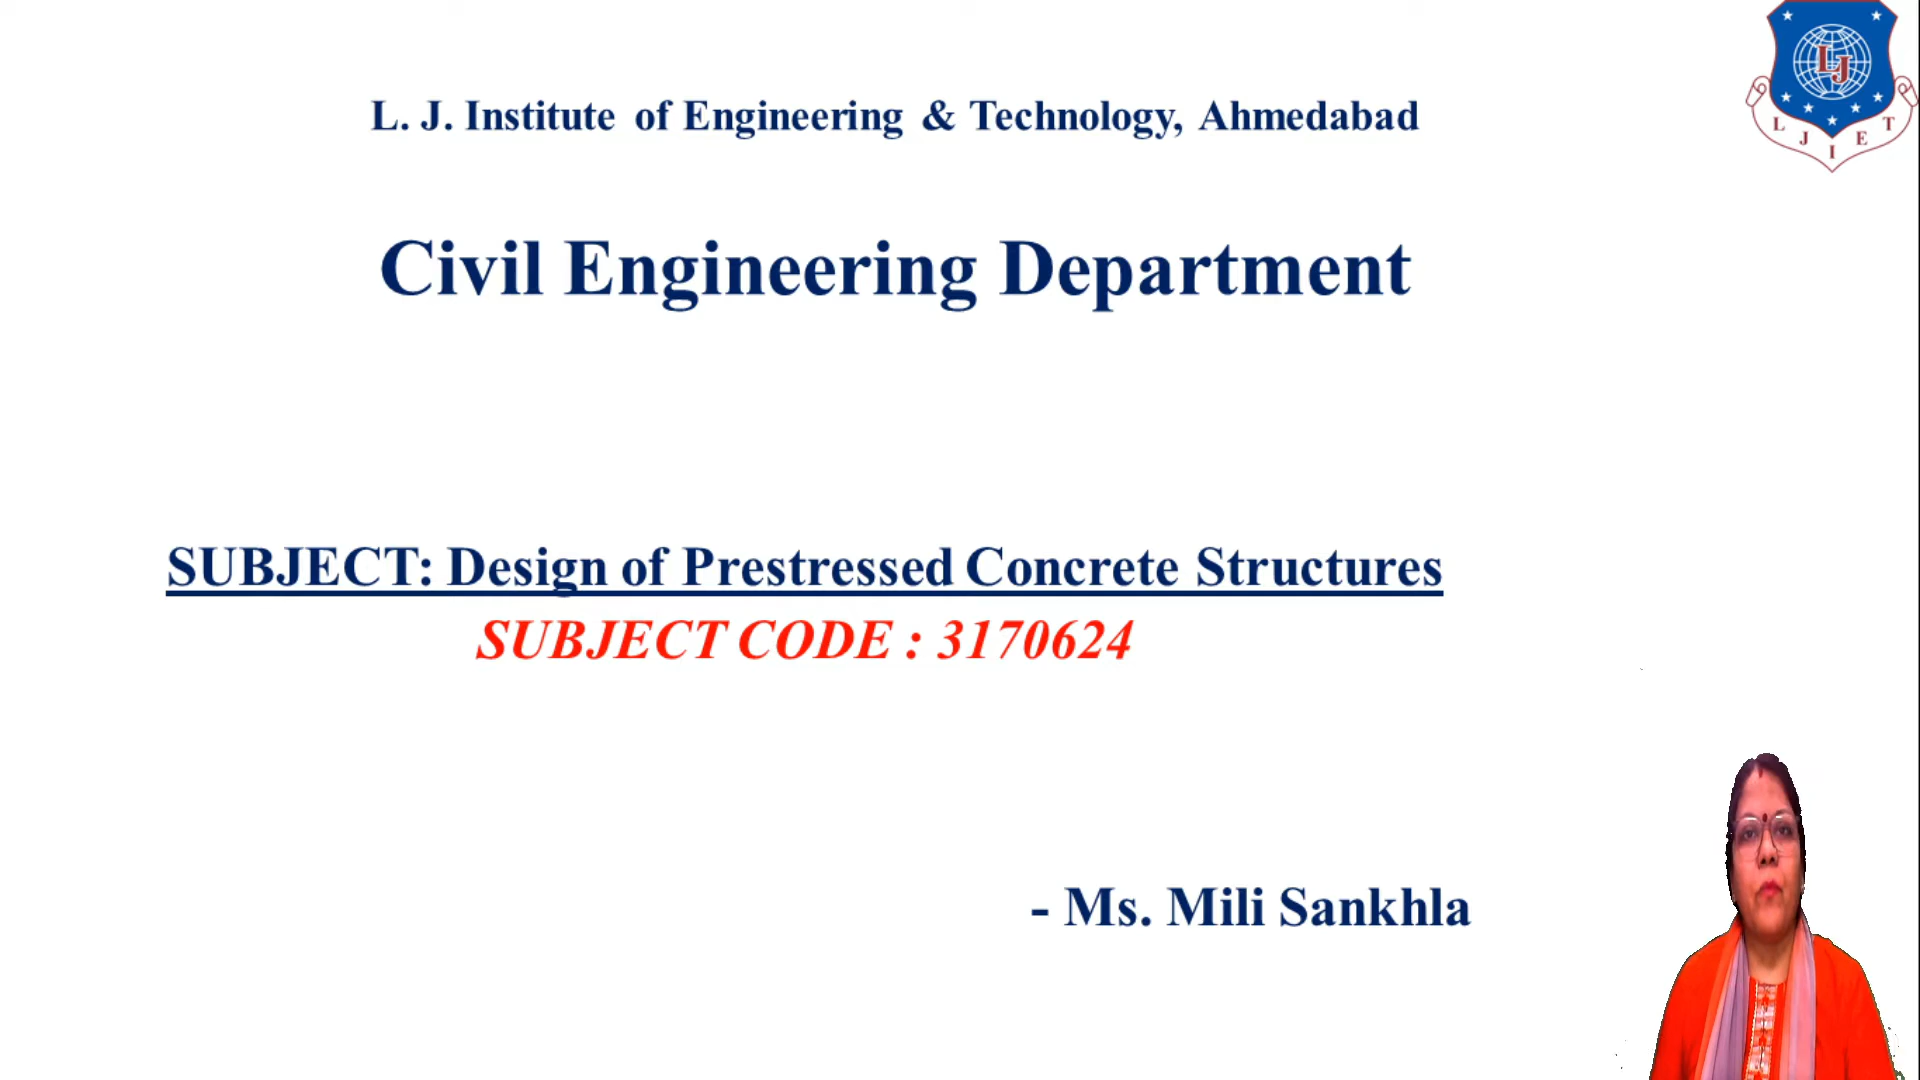 L. J. Institute of Engineering & Technology, Ahmedabad
LJ
L J I E T
Civil Engineering Department
SUBJECT: Design of Prestressed Concrete Structures
SUBJECT CODE : 3170624
- Ms. Mili Sankhla